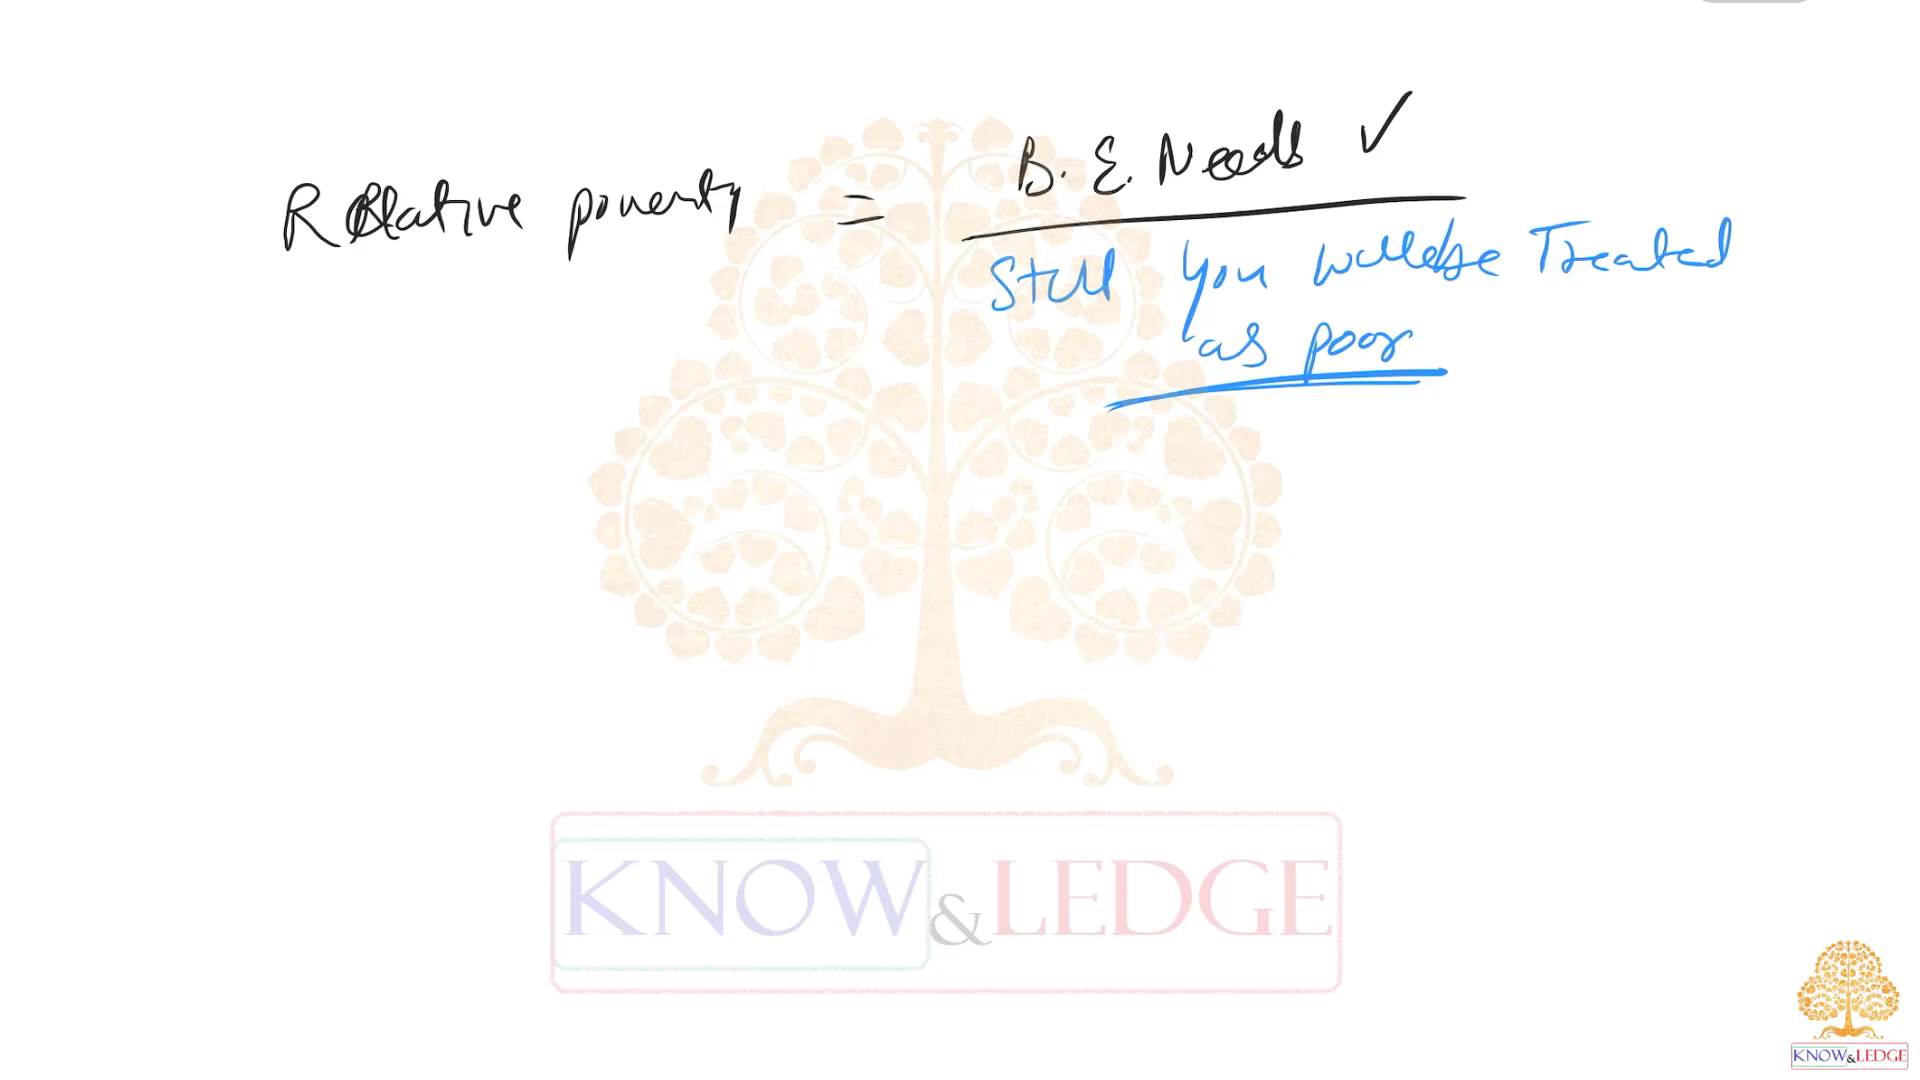 Relative poverty = B.E. Needs ✓
Still you will be Treated
as poor
KNOW&LEDGE
KNOW&LEDGE